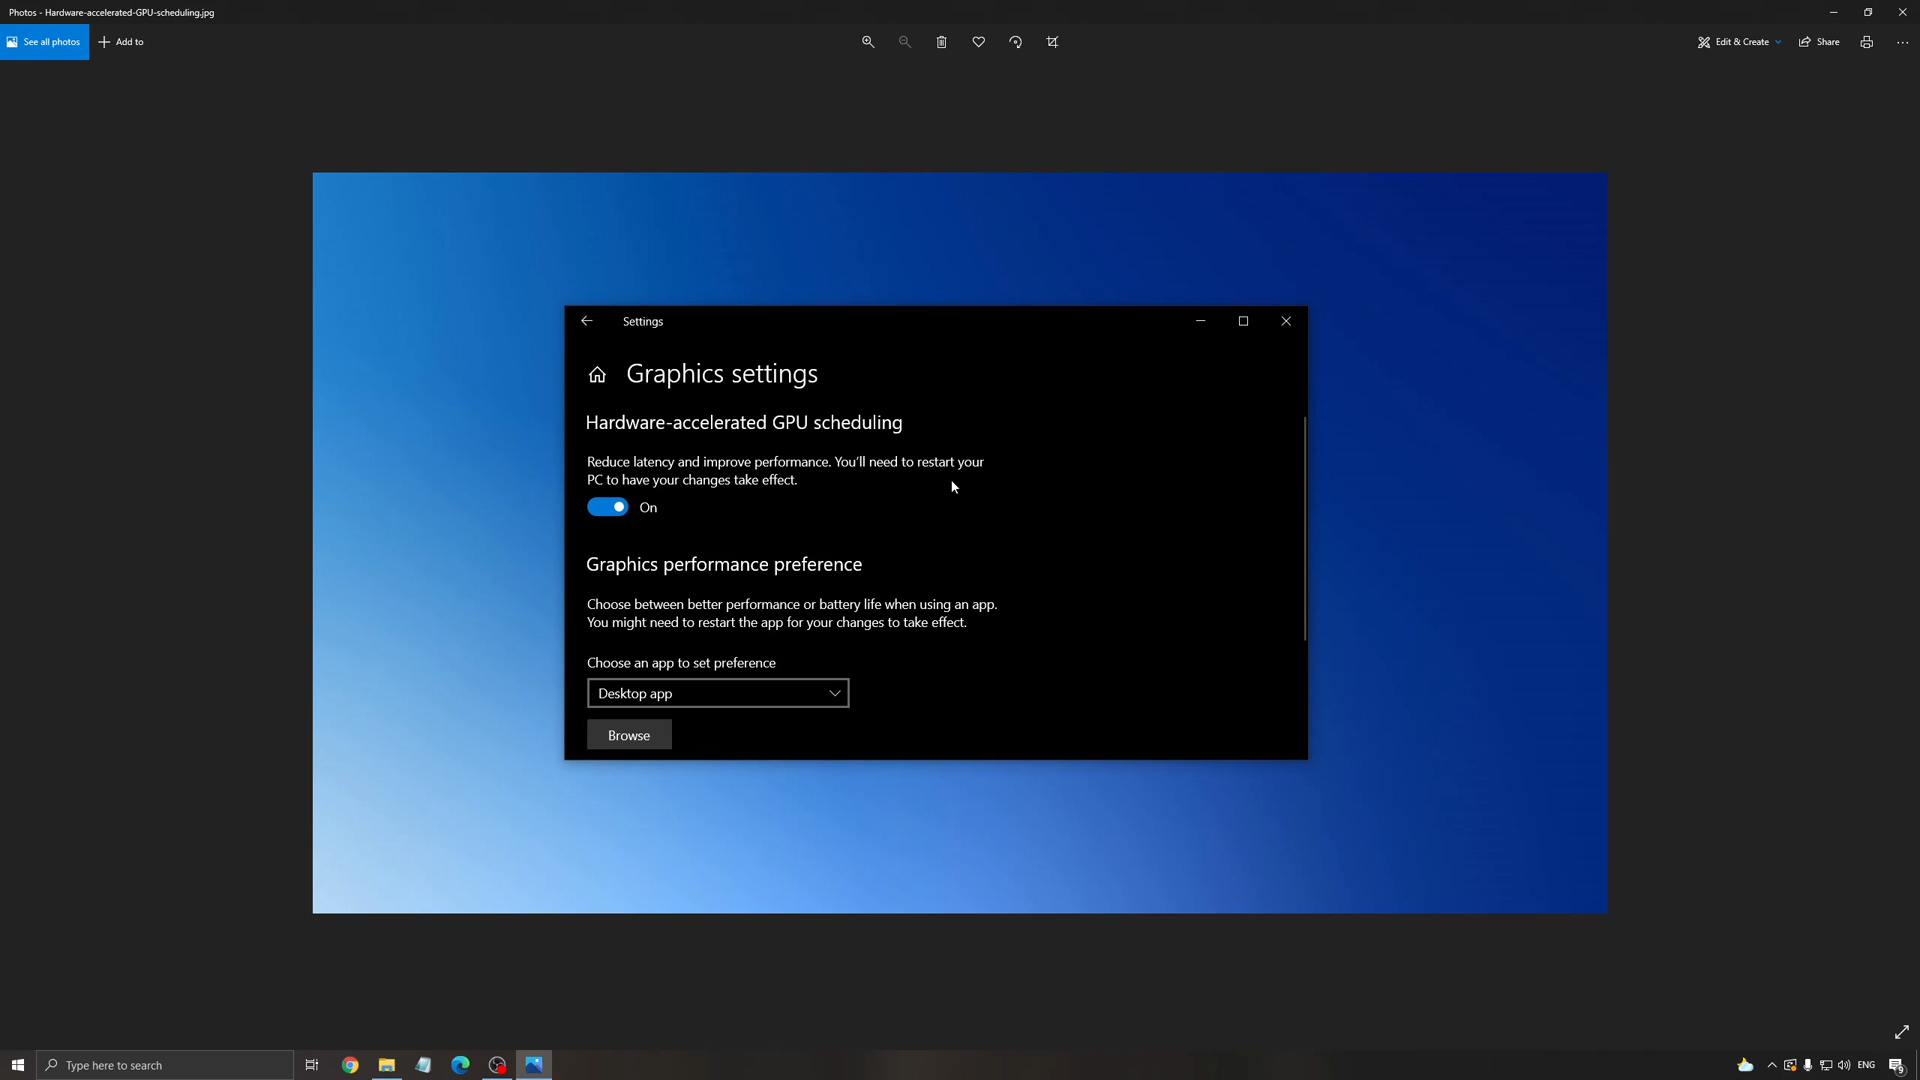 Photos - Hardware-accelerated-GPU-scheduling.jpg
See all photos
Add to
Edit & Create
Share
Settings
Graphics settings
Hardware-accelerated GPU scheduling
Reduce latency and improve performance. You'll need to restart your
PC to have your changes take effect.
On
Graphics performance preference
Choose between better performance or battery life when using an app.
You might need to restart the app for your changes to take effect.
Choose an app to set preference
Desktop app
Browse
Type here to search
ENG
9